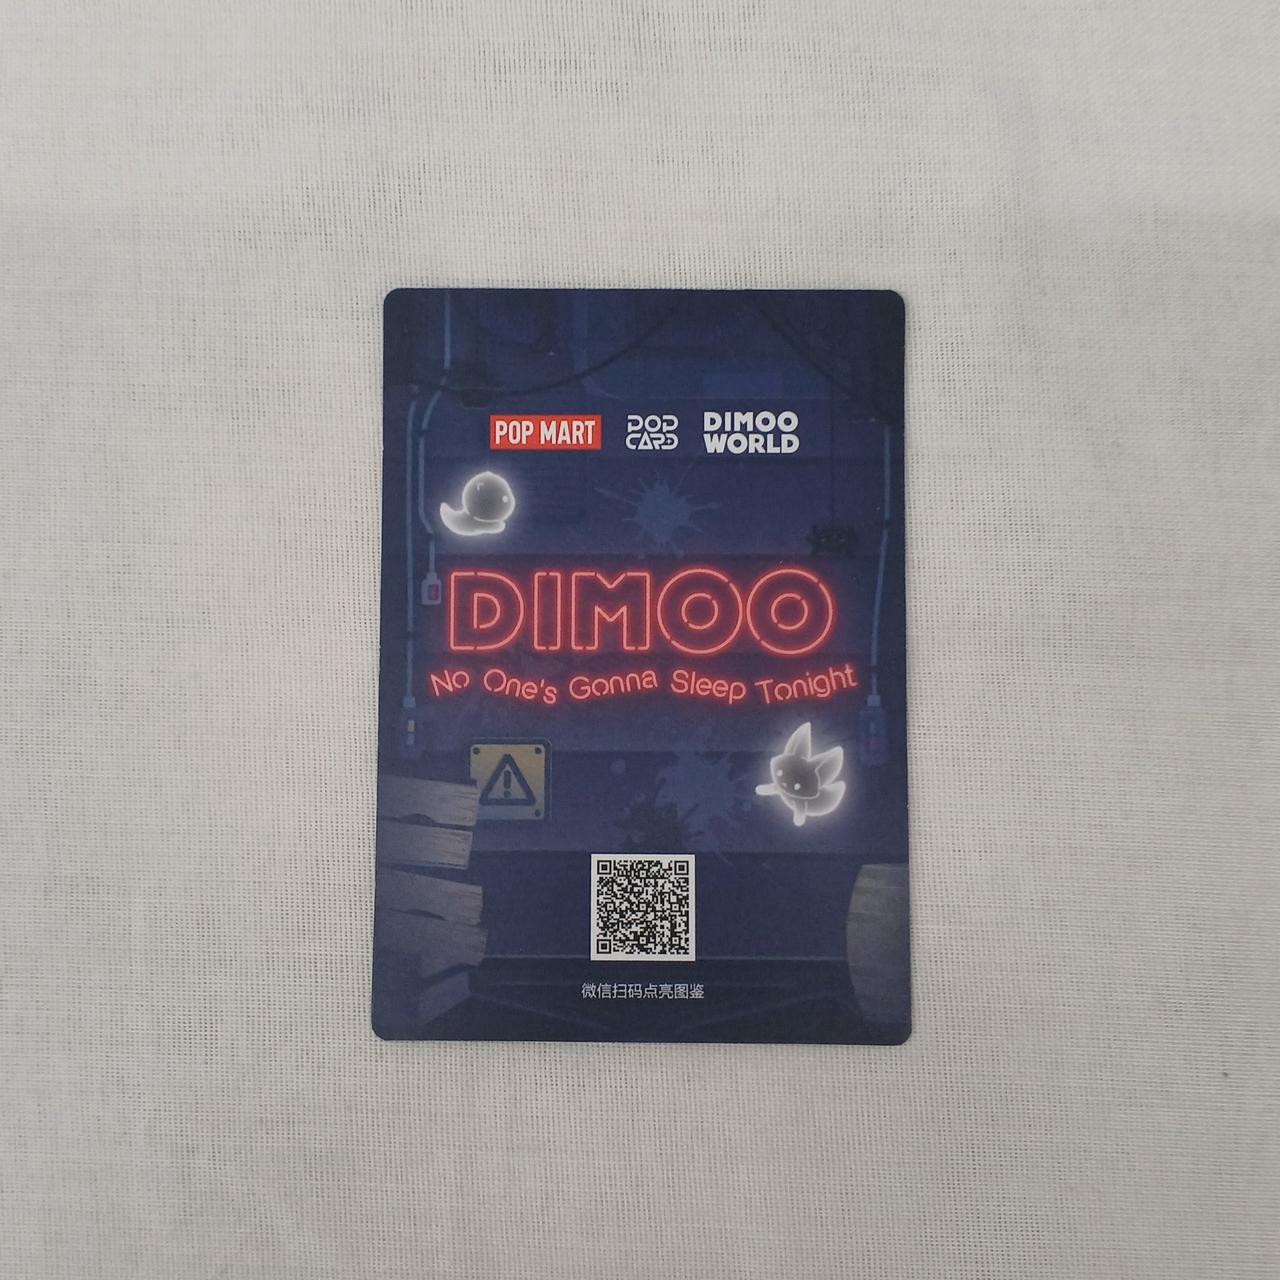 POP MART POP CARD DIMOO WORLD
DIMOO
No One's Gonna Sleep Tonight
微信扫码点亮图鉴